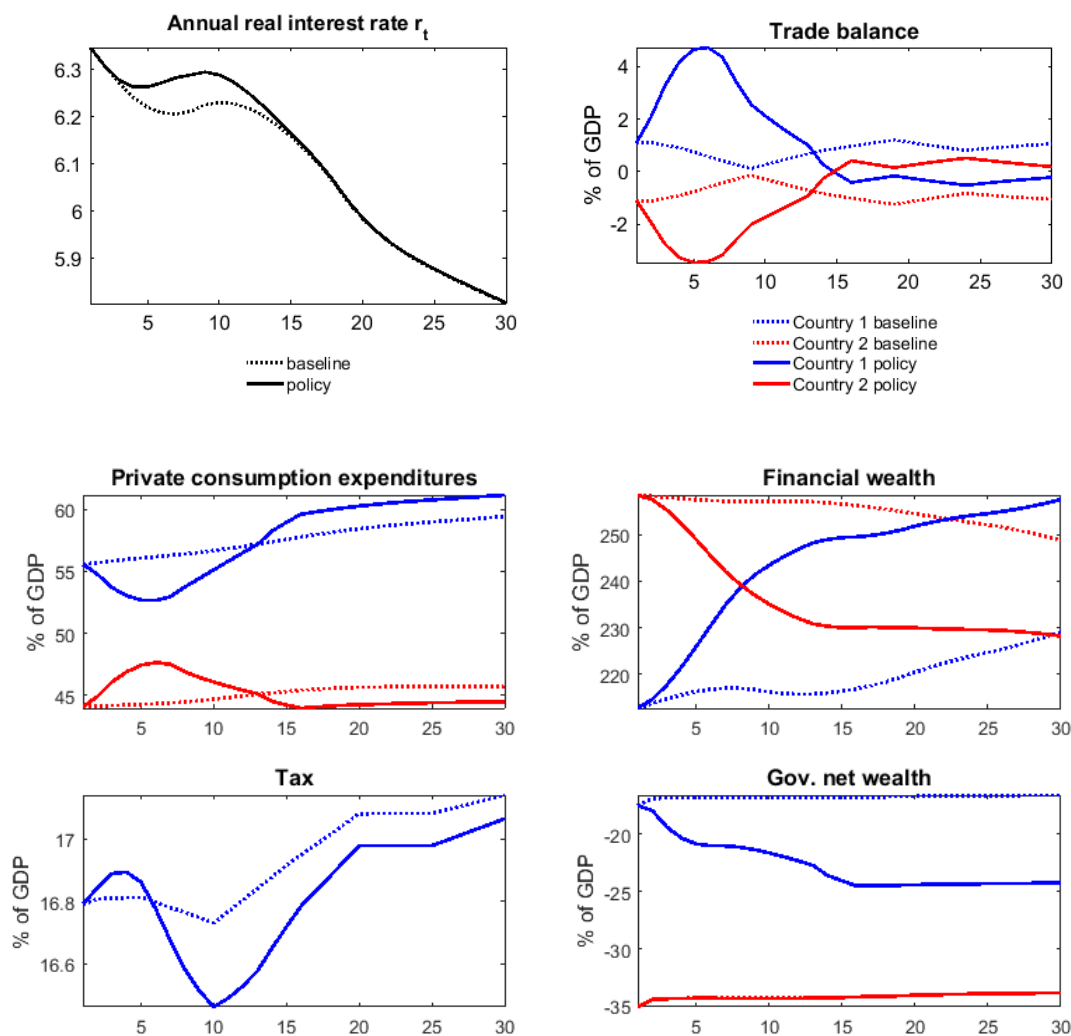 Annual real interest rate r_t
6.3
6.2
6.1
6
5.9
5 10 15 20 25 30
baseline
policy
Trade balance
% of GDP
4
2
0
-2
5 10 15 20 25 30
Country 1 baseline
Country 2 baseline
Country 1 policy
Country 2 policy
Private consumption expenditures
% of GDP
60
55
50
45
5 10 15 20 25 30
Financial wealth
% of GDP
250
240
230
220
5 10 15 20 25 30
Tax
% of GDP
17
16.8
16.6
5 10 15 20 25 30
Gov. net wealth
% of GDP
-20
-25
-30
-35
5 10 15 20 25 30